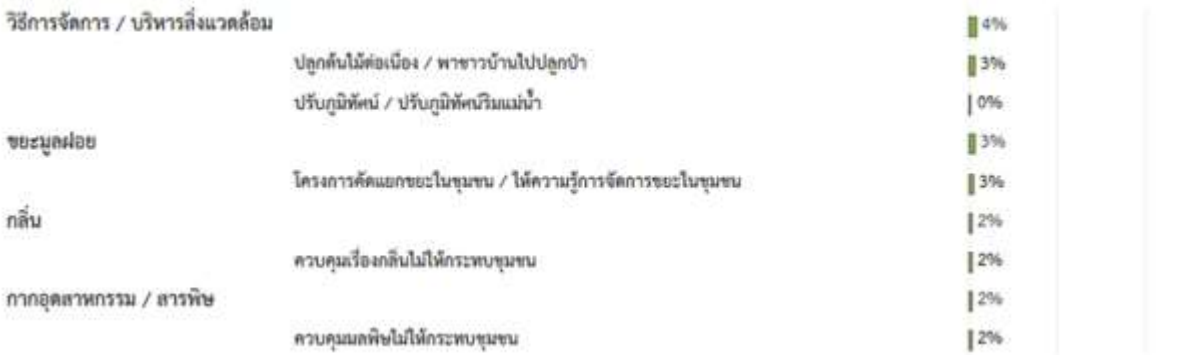 วิธีการจัดการ / บริหารสิ่งแวดล้อม 4%
ปลูกต้นไม้ต่อเนื่อง / พาชาวบ้านไปปลูกป่า 3%
ปรับภูมิทัศน์ / ปรับภูมิทัศน์ริมแม่น้ำ 0%
ขยะมูลฝอย 3%
โครงการคัดแยกขยะในชุมชน / ให้ความรู้การจัดการขยะในชุมชน 3%
กลิ่น 2%
ควบคุมเรื่องกลิ่นไม่ให้กระทบชุมชน 2%
กากอุตสาหกรรม / สารพิษ 2%
ควบคุมมลพิษไม่ให้กระทบชุมชน 2%